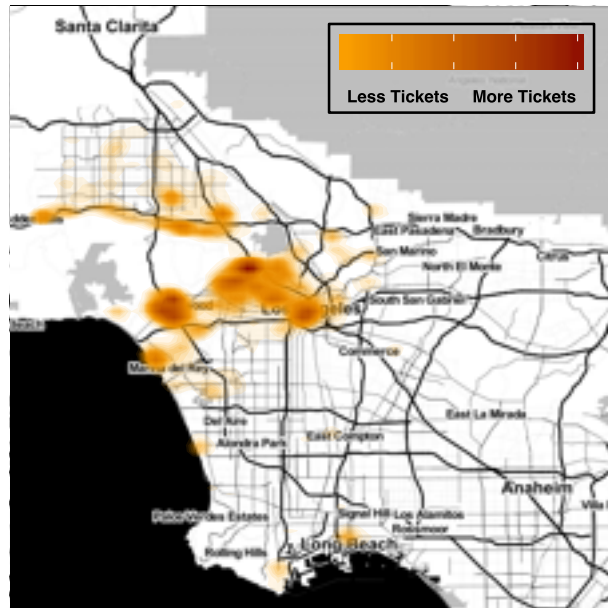 Santa Clarita
Less Tickets
More Tickets
Sierra Madre
East Pasadena
Bradbury
San Marino
Citrus
North El Monte
South San Gabriel
Commerce
Marina del Rey
Del Aire
East La Mirada
Alondra Park
East Compton
Anaheim
Palos Verdes Estates
Signal Hill
Los Alamitos
Rossmoor
Long Beach
Rolling Hills